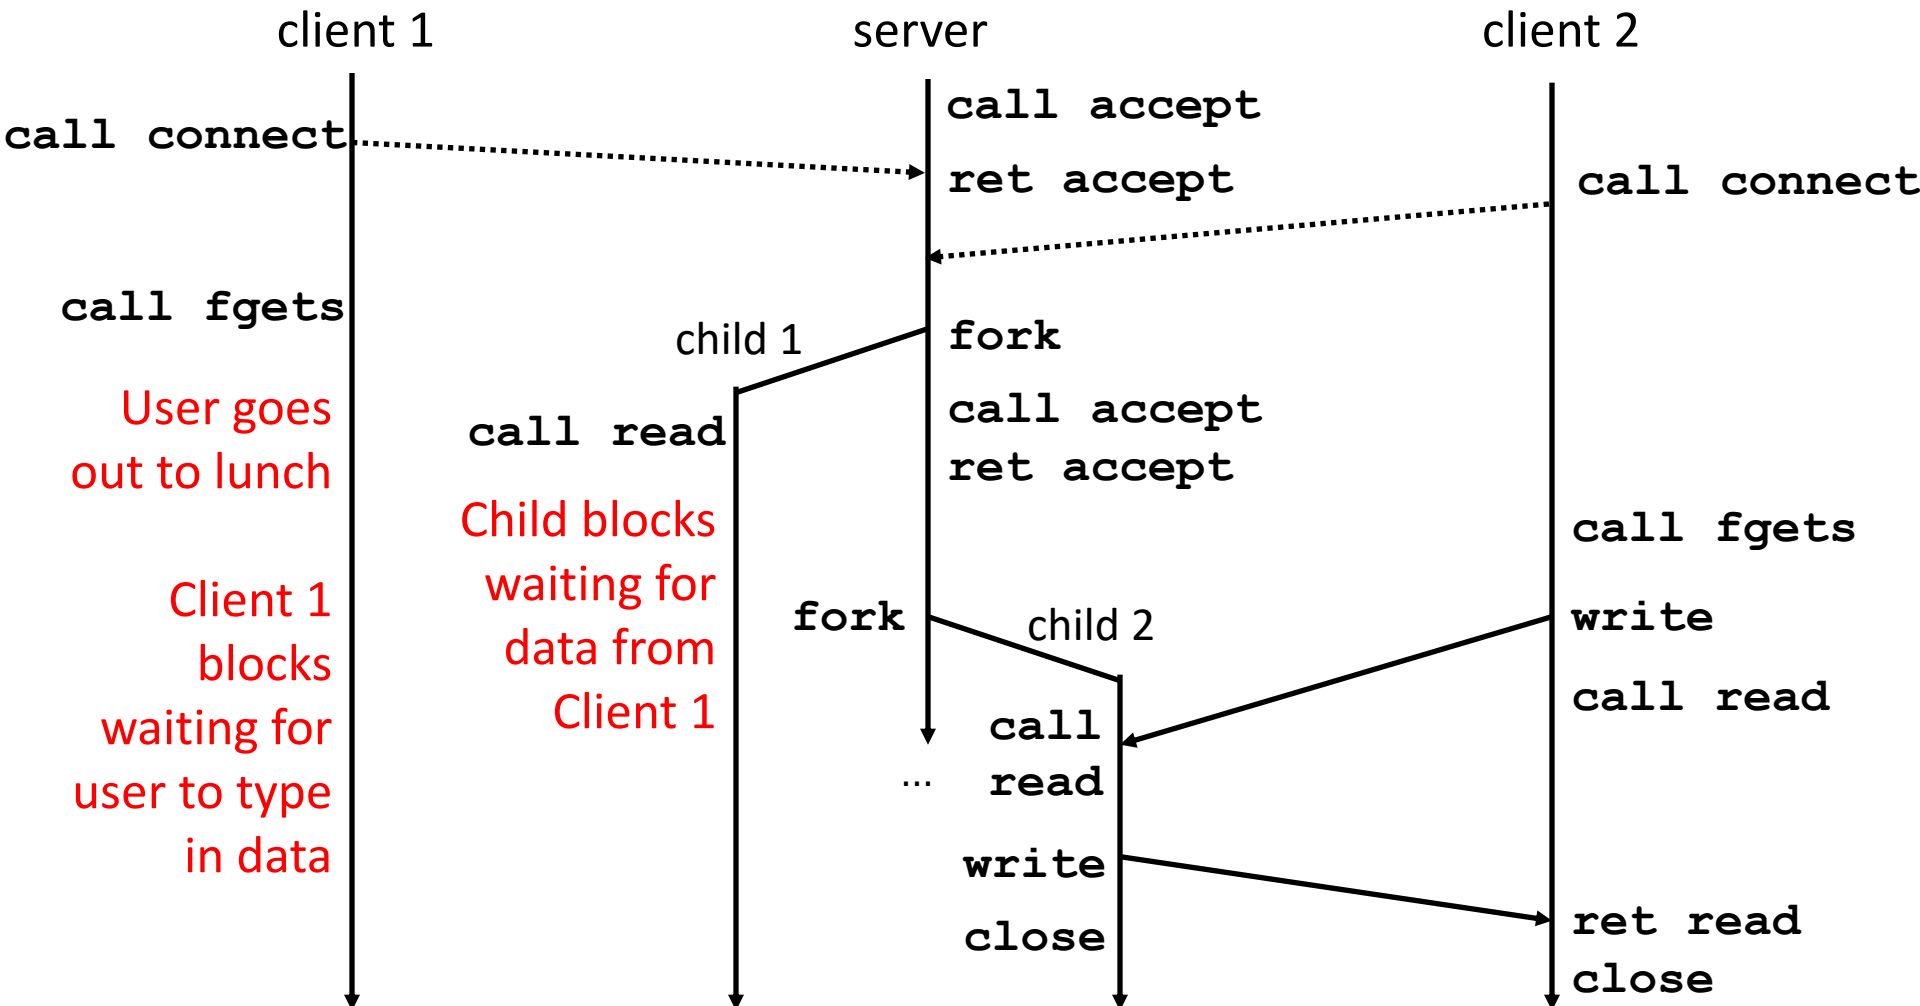 client 1
server
client 2
call connect
call accept
ret accept
call connect
call fgets
child 1
fork
User goes
out to lunch
call read
call accept
ret accept
Child blocks
waiting for
data from
Client 1
call fgets
Client 1
blocks
waiting for
user to type
in data
fork
child 2
write
call read
call
read
...
write
close
ret read
close